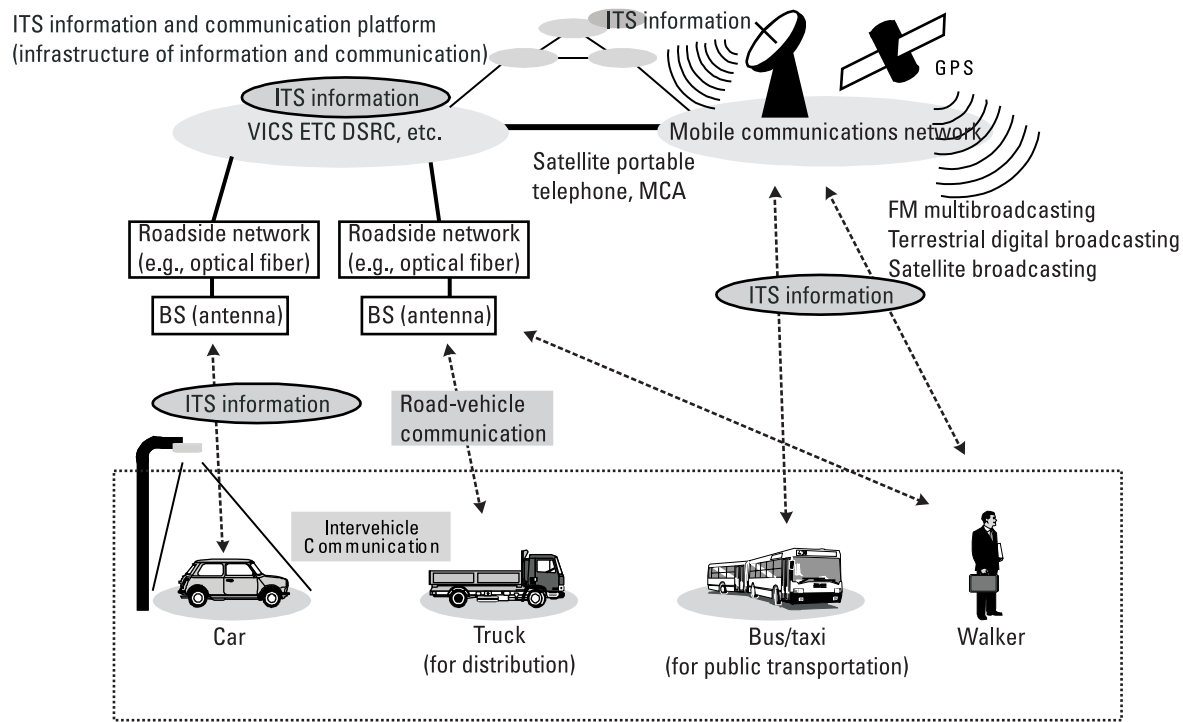 ITS information and communication platform
(infrastructure of information and communication)
ITS information
GPS
ITS information
VICS ETC DSRC, etc.
Mobile communications network
Satellite portable
telephone, MCA
FM multibroadcasting
Terrestrial digital broadcasting
Satellite broadcasting
Roadside network
(e.g., optical fiber)
Roadside network
(e.g., optical fiber)
BS (antenna)
BS (antenna)
ITS information
ITS information
Road-vehicle
communication
Intervehicle
Communication
Car
Truck
(for distribution)
Bus/taxi
(for public transportation)
Walker